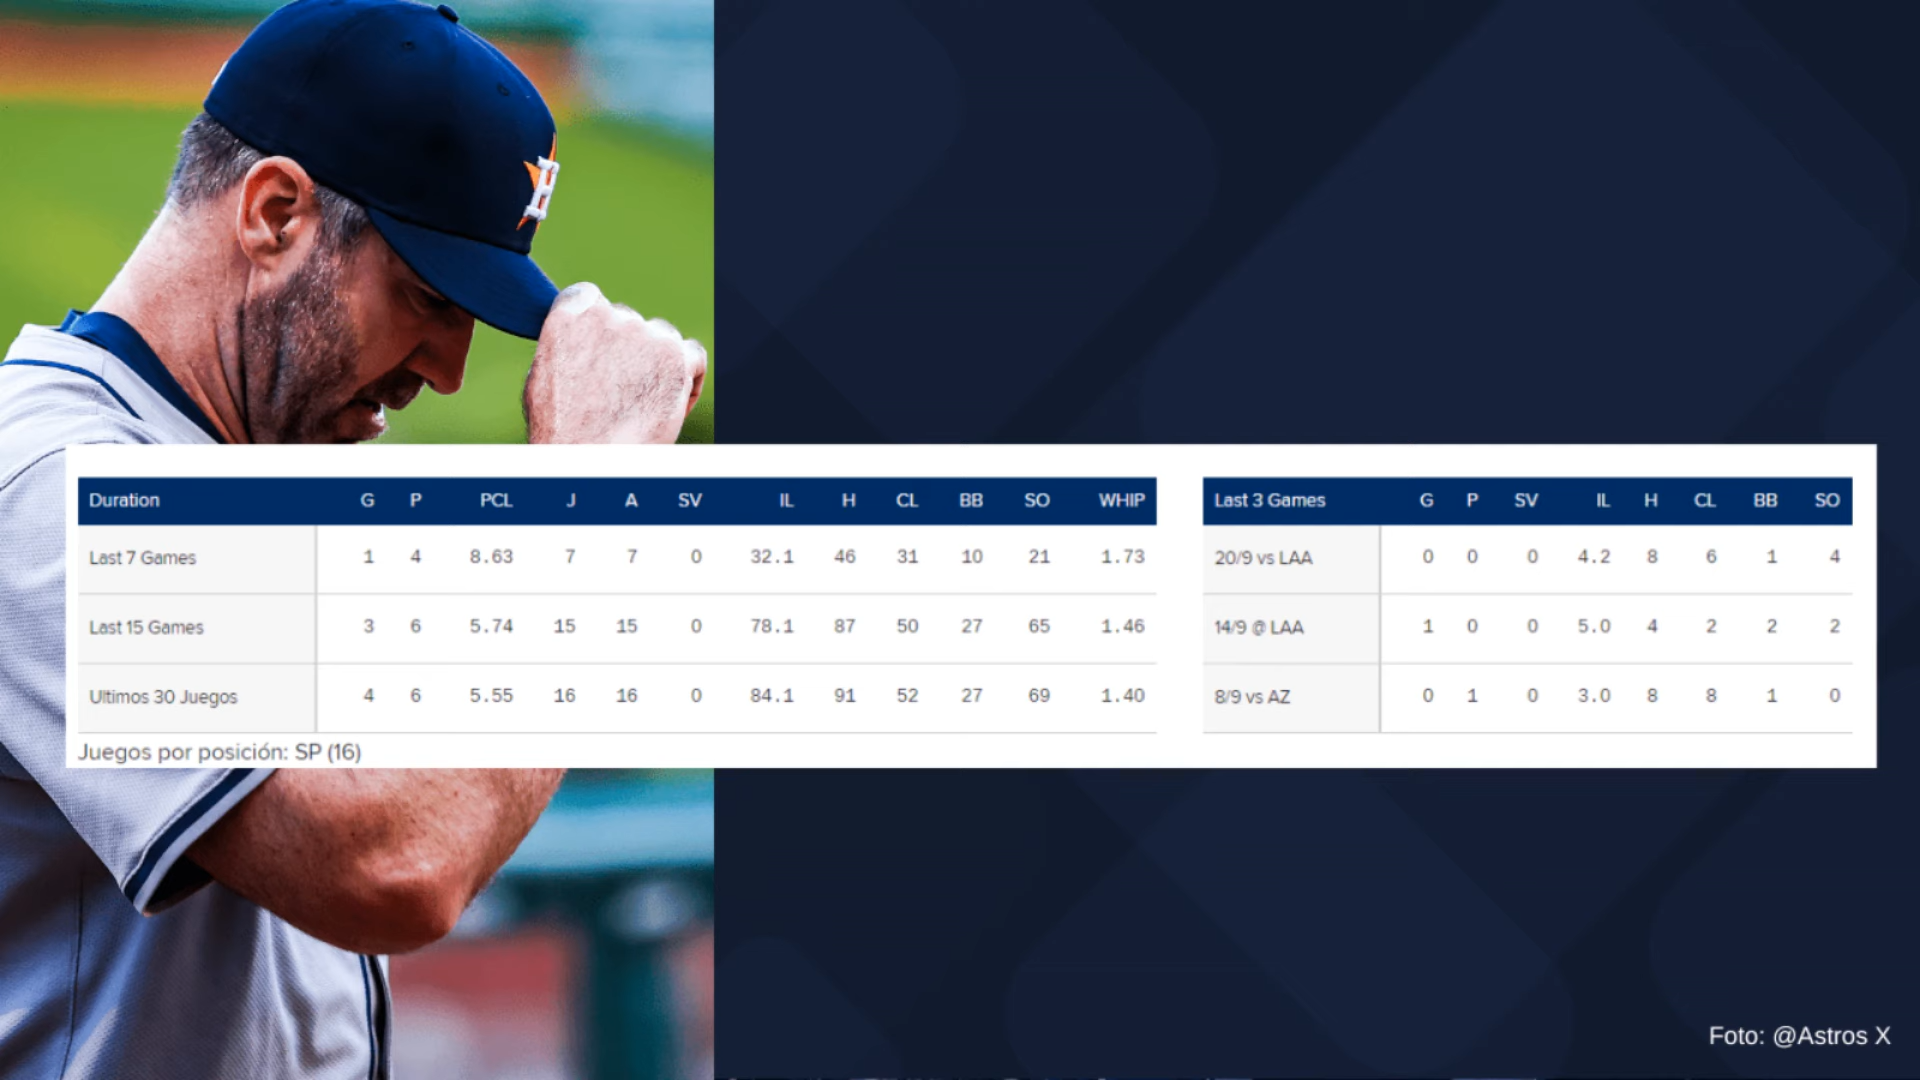 H
Duration G P PCL J A SV IL H CL BB SO WHIP
Last 7 Games 1 4 8.63 7 7 0 32.1 46 31 10 21 1.73
Last 15 Games 3 6 5.74 15 15 0 78.1 87 50 27 65 1.46
Ultimos 30 Juegos 4 6 5.55 16 16 0 84.1 91 52 27 69 1.40
Juegos por posición: SP (16)
Last 3 Games G P SV IL H CL BB SO
20/9 vs LAA 0 0 0 4.2 8 6 1 4
14/9 @ LAA 1 0 0 5.0 4 2 2 2
8/9 vs AZ 0 1 0 3.0 8 8 1 0
Foto: @Astros X